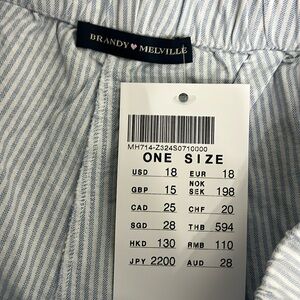 BRANDY♥MELVILLE
MH714-Z324S0710000
ONE SIZE
USD 18 EUR 18
GBP 15 NOK SEK 198
CAD 25 CHF 20
SGD 28 THB 594
HKD 130 RMB 110
JPY 2200 AUD 28